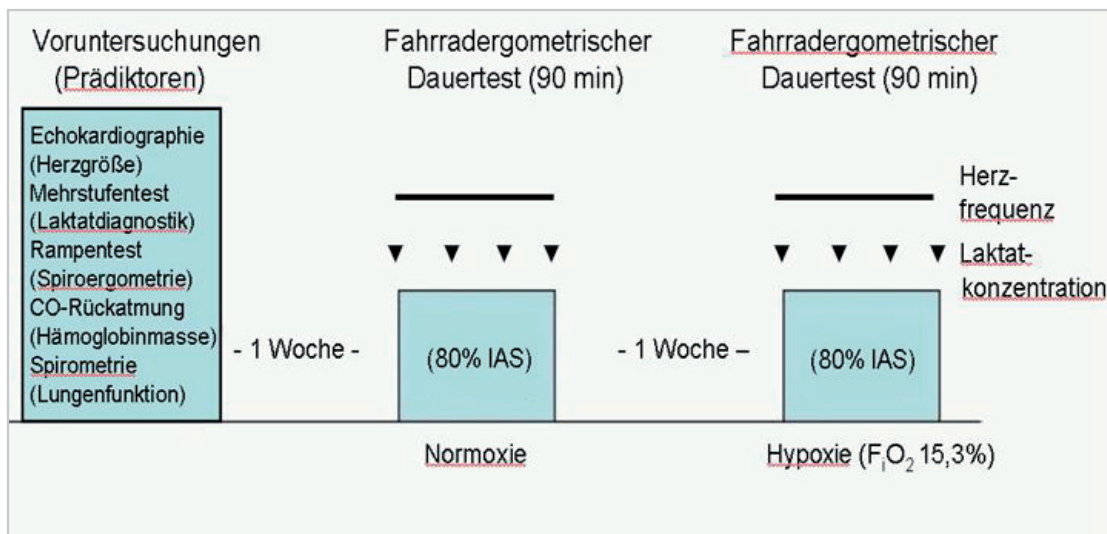 Voruntersuchungen
(Prädiktoren)
Echokardiographie
(Herzgröße)
Mehrstufentest
(Laktatdiagnostik)
Rampentest
(Spiroergometrie)
CO-Rückatmung
(Hämoglobinmasse)
Spirometrie
(Lungenfunktion)
- 1 Woche -
Fahrradergometrischer
Dauertest (90 min)
(80% IAS)
Normoxie
- 1 Woche –
Fahrradergometrischer
Dauertest (90 min)
(80% IAS)
Hypoxie (FiO2 15,3%)
Herz-
frequenz
Laktat-
konzentration